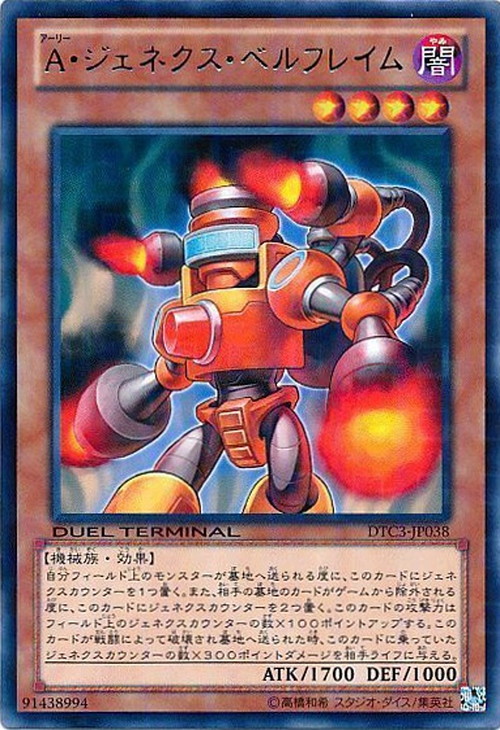 アーリー
A・ジェネクス・ベルフレイム
やみ
闇
DUEL TERMINAL
DTC3-JP038
【機械族・効果】
自分フィールド上のモンスターが墓地へ送られる度に、このカードにジェネ
クスカウンターを1つ置く。また、相手の墓地のカードがゲームから除外される
度に、このカードにジェネクスカウンターを2つ置く。このカードの攻撃力は
フィールド上のジェネクスカウンターの数×100ポイントアップする。この
カードが戦闘によって破壊され墓地へ送られた時、このカードに乗っていた
ジェネクスカウンターの数×300ポイントダメージを相手ライフに与える。
ATK/1700 DEF/1000
91438994
©高橋和希 スタジオ・ダイス/集英社